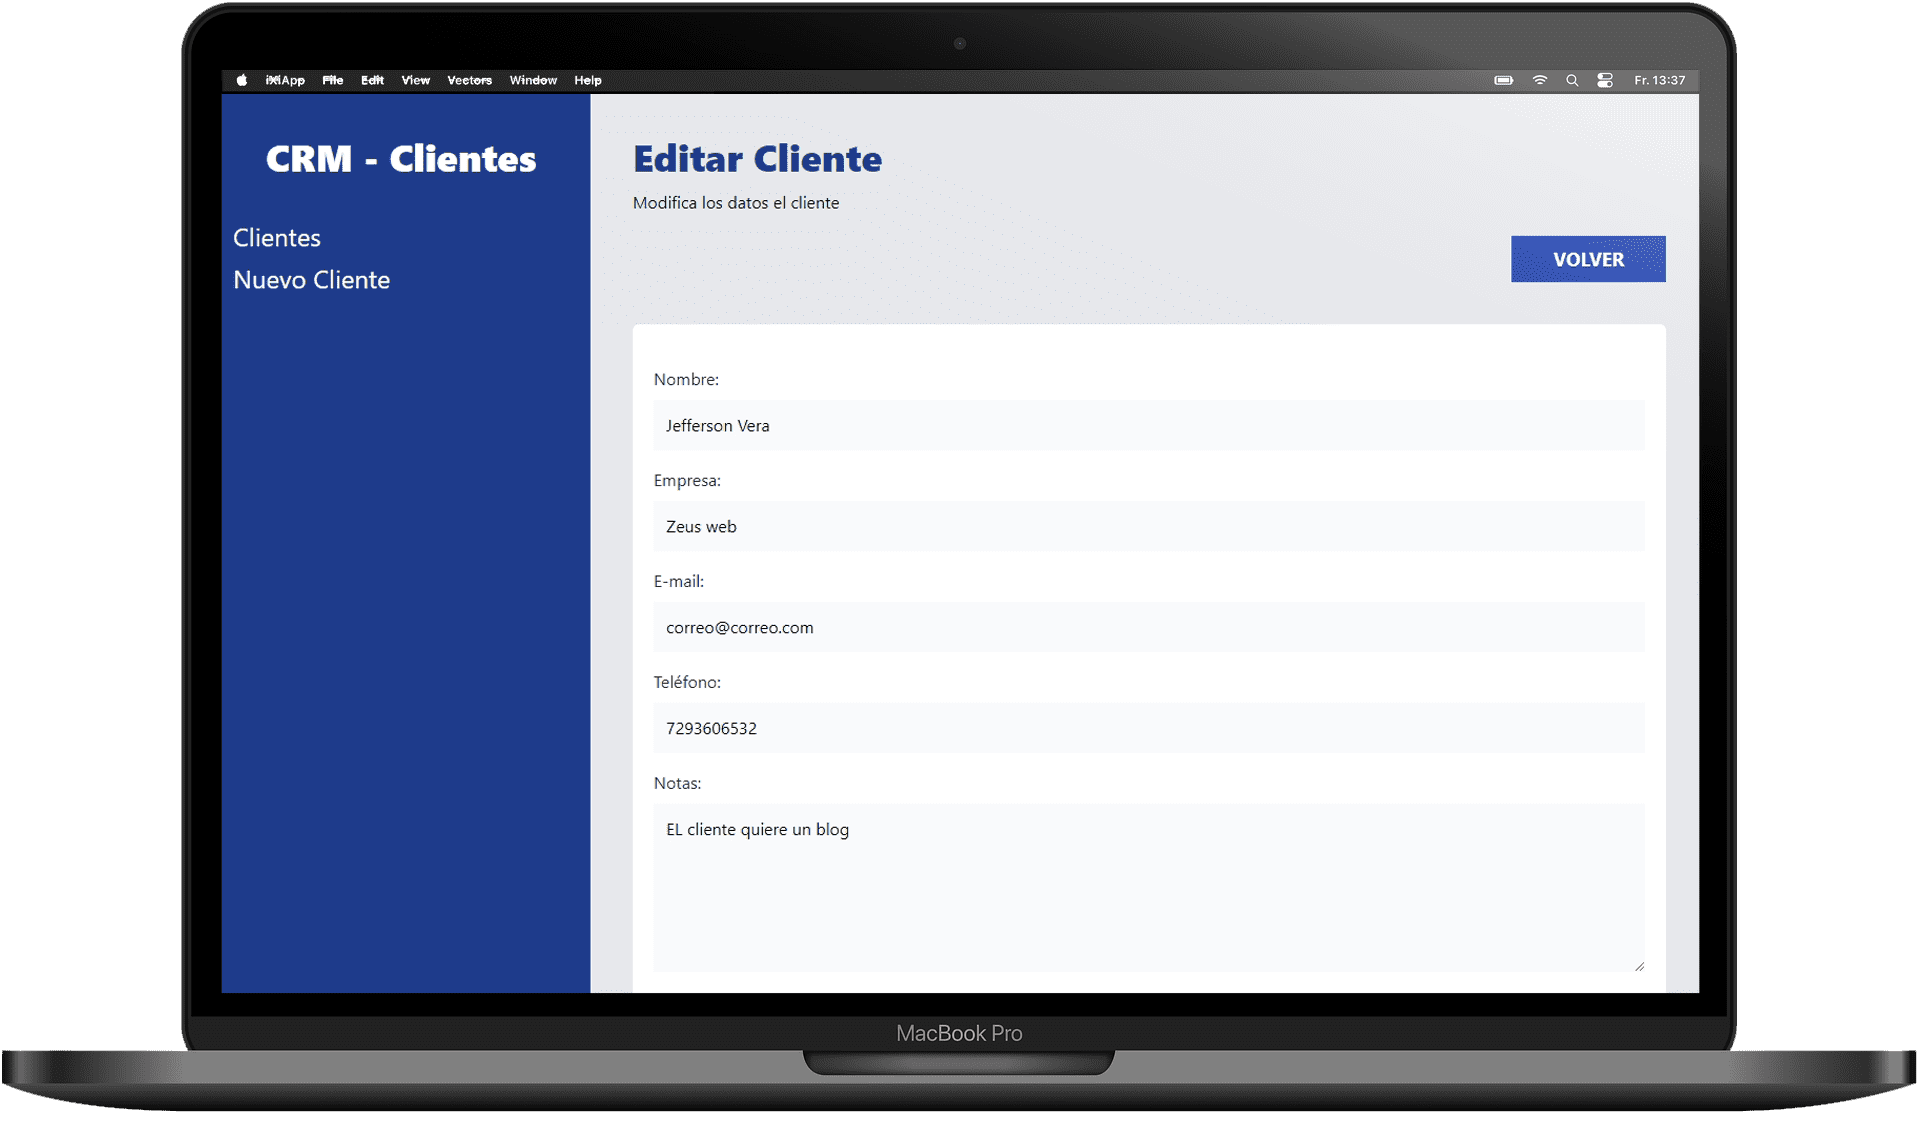 File Edit View Vectors Window Help Fr. 13:37
CRM - Clientes
Clientes
Nuevo Cliente
Editar Cliente
Modifica los datos el cliente
VOLVER
Nombre:
Jefferson Vera
Empresa:
Zeus web
E-mail:
correo@correo.com
Teléfono:
7293606532
Notas:
EL cliente quiere un blog
MacBook Pro